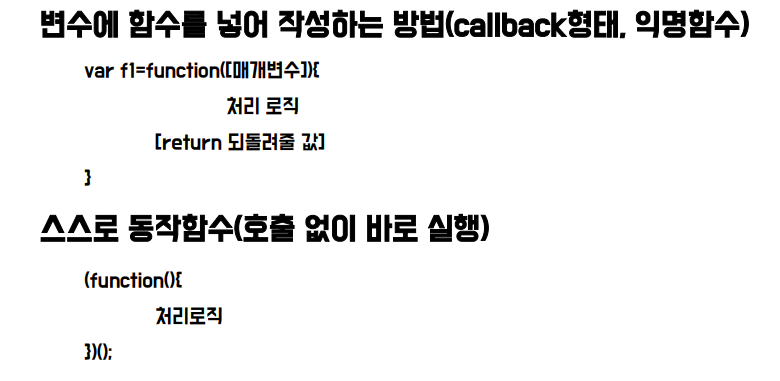 변수에 함수를 넣어 작성하는 방법(callback형태, 익명함수)
var f1=function([매개변수]){
처리 로직
[return 되돌려줄 값]
}
스스로 동작함수(호출 없이 바로 실행)
(function(){
처리로직
})();